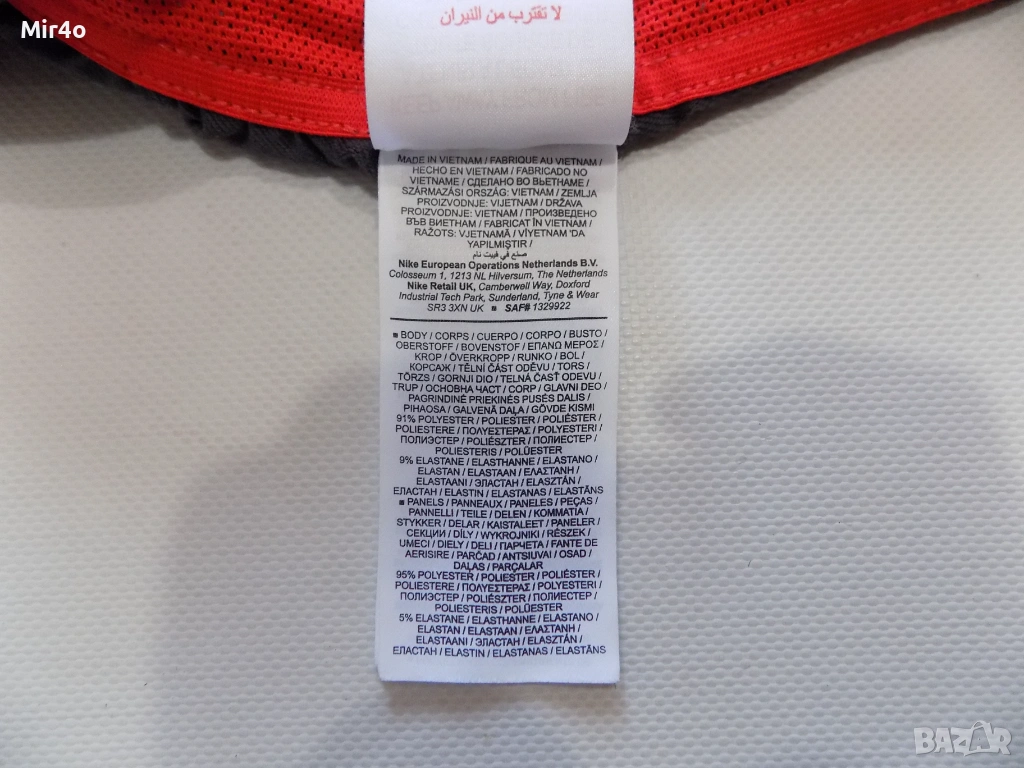 Mir4o
لا تقترب من النيران
MADE IN VIETNAM / FABRIQUE AU VIETNAM /
HECHO EN VIETNAM / FABRICADO NO
VIETNAME / СДЕЛАНО ВО ВЬЕТНАМЕ /
SZÁRMAZÁSI ORSZÁG: VIETNAM / ZEMLJA
PROIZVODNJE: VIJETNAM / DRŽAVA
PROIZVODNJE: VIETNAM / ПРОИЗВЕДЕНО
ВЪВ ВИЕТНАМ / FABRICAT ÎN VIETNAM /
RAŽOTS: VJETNAMĀ / VİYETNAM 'DA
YAPILMIŞTIR /
صنع في فييت نام
Nike European Operations Netherlands B.V.
Colosseum 1, 1213 NL Hilversum, The Netherlands
Nike Retail UK, Camberwell Way, Doxford
Industrial Tech Park, Sunderland, Tyne & Wear
SR3 3XN UK ■ SAF# 1329922
■ BODY / CORPS / CUERPO / CORPO / BUSTO /
OBERSTOFF / BOVENSTOF / ΕΠΑΝΩ ΜΕΡΟΣ /
KROP / ÖVERKROPP / RUNKO / BOL /
КОРСАЖ / TĚLNÍ ČÁST ODĚVU / TORS /
TÖRZS / GORNJI DIO / TELNÁ ČASŤ ODEVU /
TRUP / ОСНОВНА ЧАСТ / CORP / GLAVNI DEO /
PAGRINDINĖ PRIEKINĖS PUSĖS DALIS /
PIHAOSA / GALVENĀ DAĻA / GÖVDE KISMI
91% POLYESTER / POLIESTER / POLIÉSTER /
POLIESTERE / ΠΟΛΥΕΣΤΕΡΑΣ / POLYESTERI /
ПОЛИЭСТЕР / POLIÉSZTER / ПОЛИЕСТЕР /
POLIESTERIS / POLÜESTER
9% ELASTANE / ELASTHANNE / ELASTANO /
ELASTAN / ELASTAAN / ΕΛΑΣΤΑΝΗ /
ELASTAANI / ЭЛАСТАН / ELASZTÁN /
ЕЛАСТАН / ELASTIN / ELASTANAS / ELASTĀNS
■ PANELS / PANNEAUX / PANELES / PEÇAS /
PANNELLI / TEILE / DELEN / ΚΟΜΜΑΤΙΑ /
STYKKER / DELAR / KAISTALEET / PANELER /
СЕКЦИИ / DÍLY / WYKROJNIKI / RÉSZEK /
UMECI / DIELY / DELI / ПАРЧЕТА / FANTE DE
AERISIRE / PARČAD / ANTSIUVAI / OSAD /
DAĻAS / PARÇALAR
95% POLYESTER / POLIESTER / POLIÉSTER /
POLIESTERE / ΠΟΛΥΕΣΤΕΡΑΣ / POLYESTERI /
ПОЛИЭСТЕР / POLIÉSZTER / ПОЛИЕСТЕР /
POLIESTERIS / POLÜESTER
5% ELASTANE / ELASTHANNE / ELASTANO /
ELASTAN / ELASTAAN / ΕΛΑΣΤΑΝΗ /
ELASTAANI / ЭЛАСТАН / ELASZTÁN /
ЕЛАСТАН / ELASTIN / ELASTANAS / ELASTĀNS
BAZAR